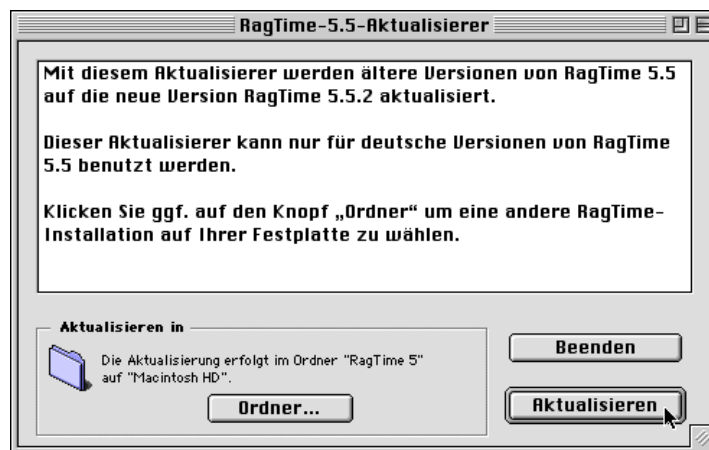 RagTime-5.5-Aktualisierer
Mit diesem Aktualisierer werden ältere Versionen von RagTime 5.5
auf die neue Version RagTime 5.5.2 aktualisiert.
Dieser Aktualisierer kann nur für deutsche Versionen von RagTime
5.5 benutzt werden.
Klicken Sie ggf. auf den Knopf „Ordner“ um eine andere RagTime-
Installation auf Ihrer Festplatte zu wählen.
Aktualisieren in
Die Aktualisierung erfolgt im Ordner "RagTime 5"
auf "Macintosh HD".
Ordner...
Beenden
Aktualisieren